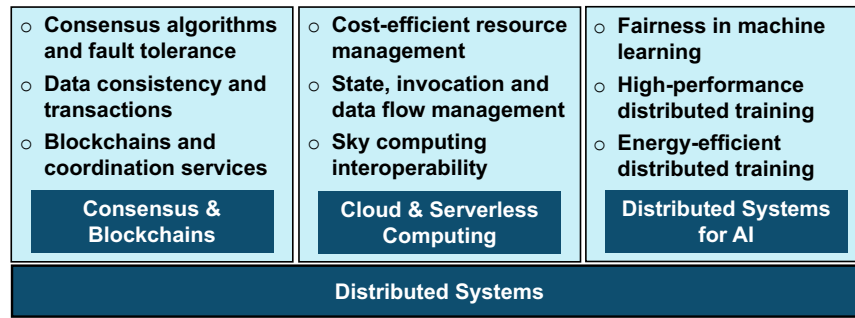 ○ Consensus algorithms
and fault tolerance
○ Data consistency and
transactions
○ Blockchains and
coordination services
Consensus &
Blockchains
○ Cost-efficient resource
management
○ State, invocation and
data flow management
○ Sky computing
interoperability
Cloud & Serverless
Computing
○ Fairness in machine
learning
○ High-performance
distributed training
○ Energy-efficient
distributed training
Distributed Systems
for AI
Distributed Systems